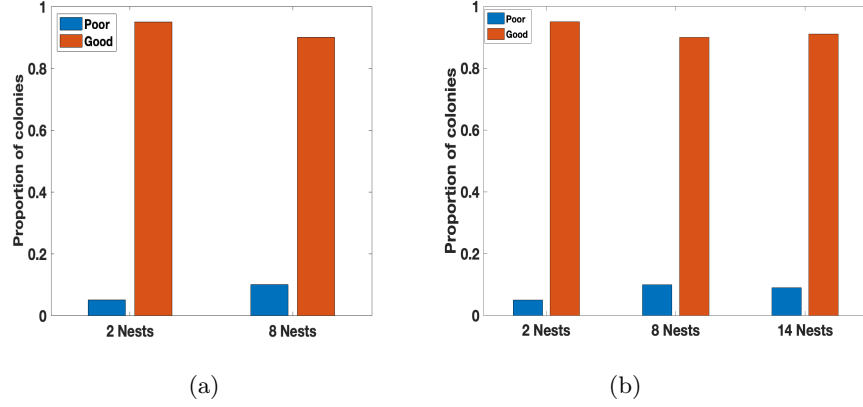 Proportion of colonies
1
0.8
0.6
0.4
0.2
0
Poor
Good
2 Nests
8 Nests
(a)
Proportion of colonies
1
0.8
0.6
0.4
0.2
0
Poor
Good
2 Nests
8 Nests
14 Nests
(b)